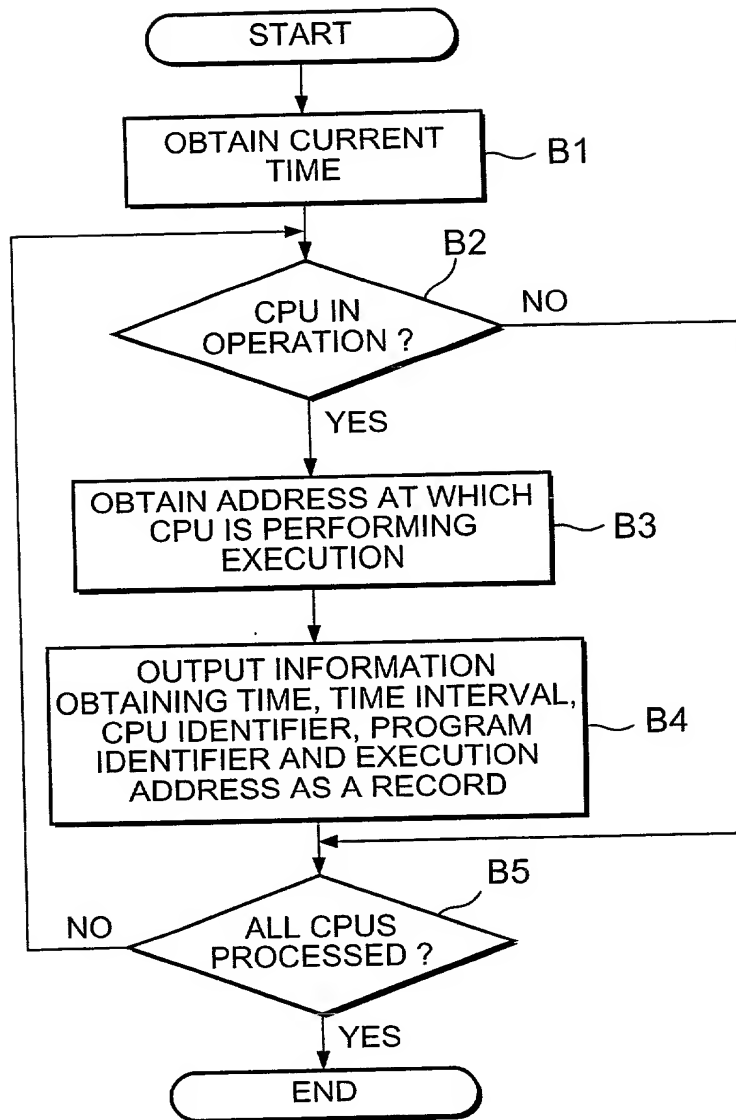 START
OBTAIN CURRENT
TIME
B1
B2
CPU IN
OPERATION ?
NO
YES
OBTAIN ADDRESS AT WHICH
CPU IS PERFORMING
EXECUTION
B3
OUTPUT INFORMATION
OBTAINING TIME, TIME INTERVAL,
CPU IDENTIFIER, PROGRAM
IDENTIFIER AND EXECUTION
ADDRESS AS A RECORD
B4
B5
NO
ALL CPUS
PROCESSED ?
YES
END